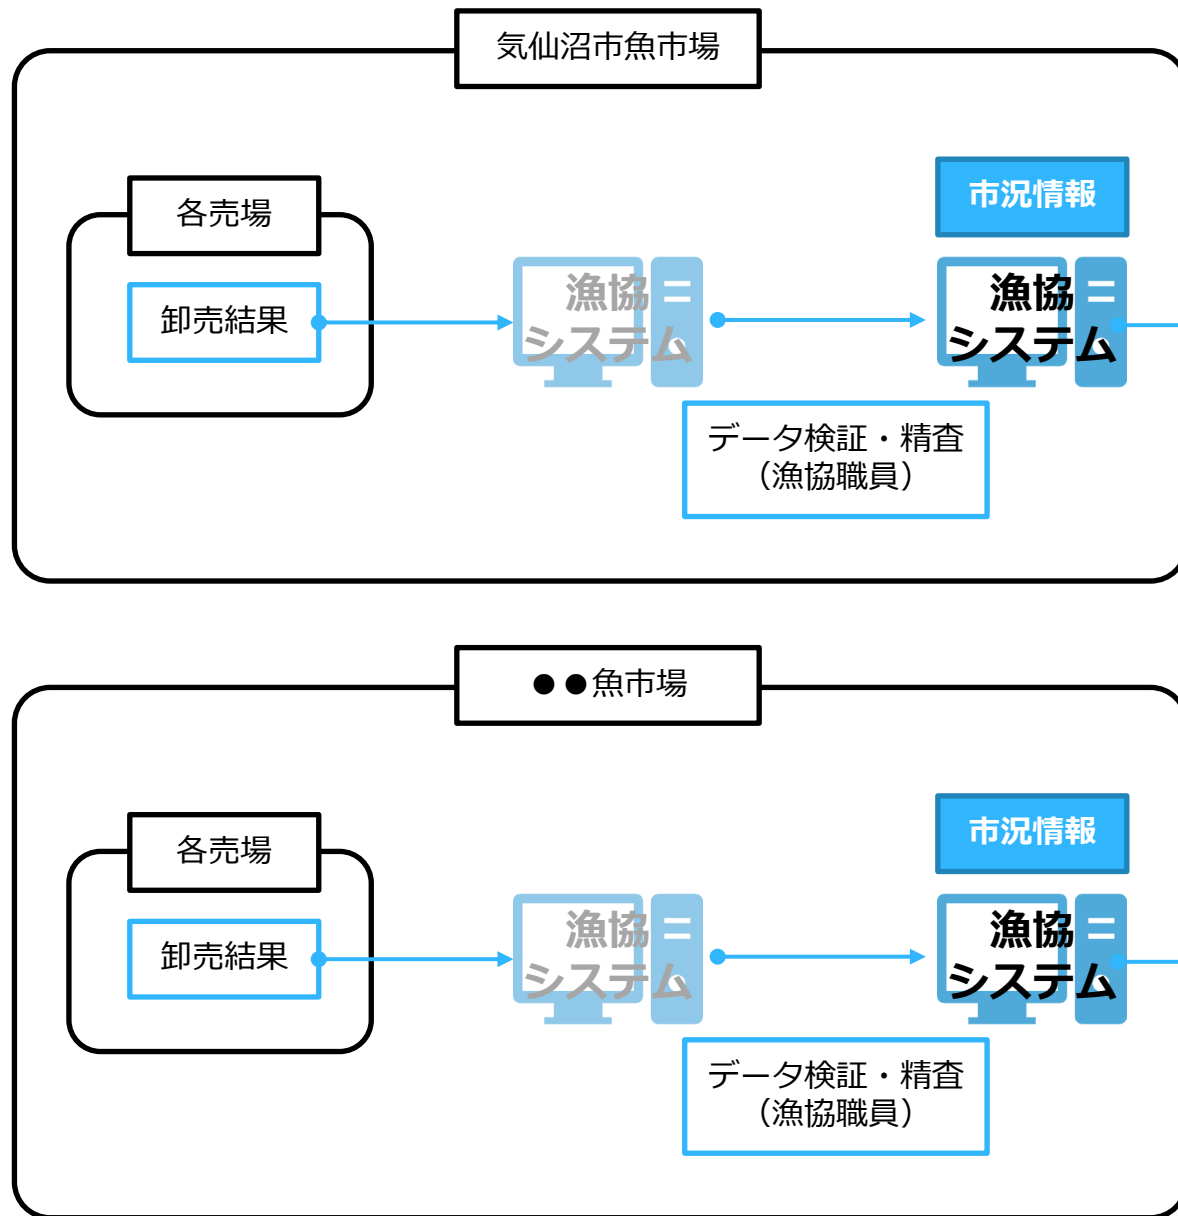 気仙沼市魚市場
市況情報
各売場
卸売結果
漁協
システム
漁協
システム
データ検証・精査
（漁協職員）
●●魚市場
市況情報
各売場
卸売結果
漁協
システム
漁協
システム
データ検証・精査
（漁協職員）